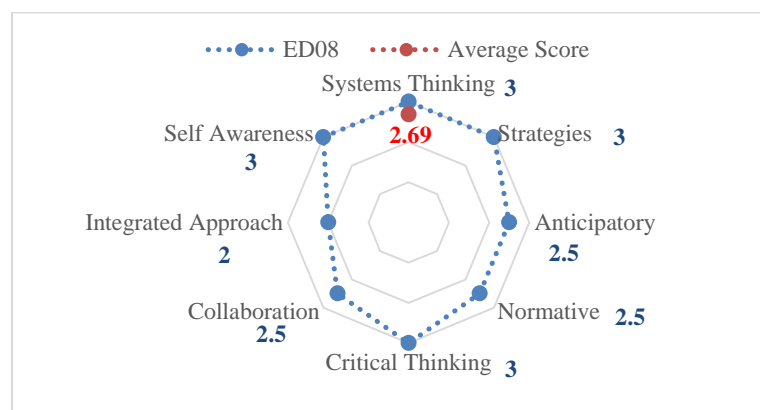 ED08 Average Score
Systems Thinking 3
2.69
Self Awareness 3
Strategies 3
Integrated Approach 2
Anticipatory 2.5
Collaboration 2.5
Normative 2.5
Critical Thinking 3